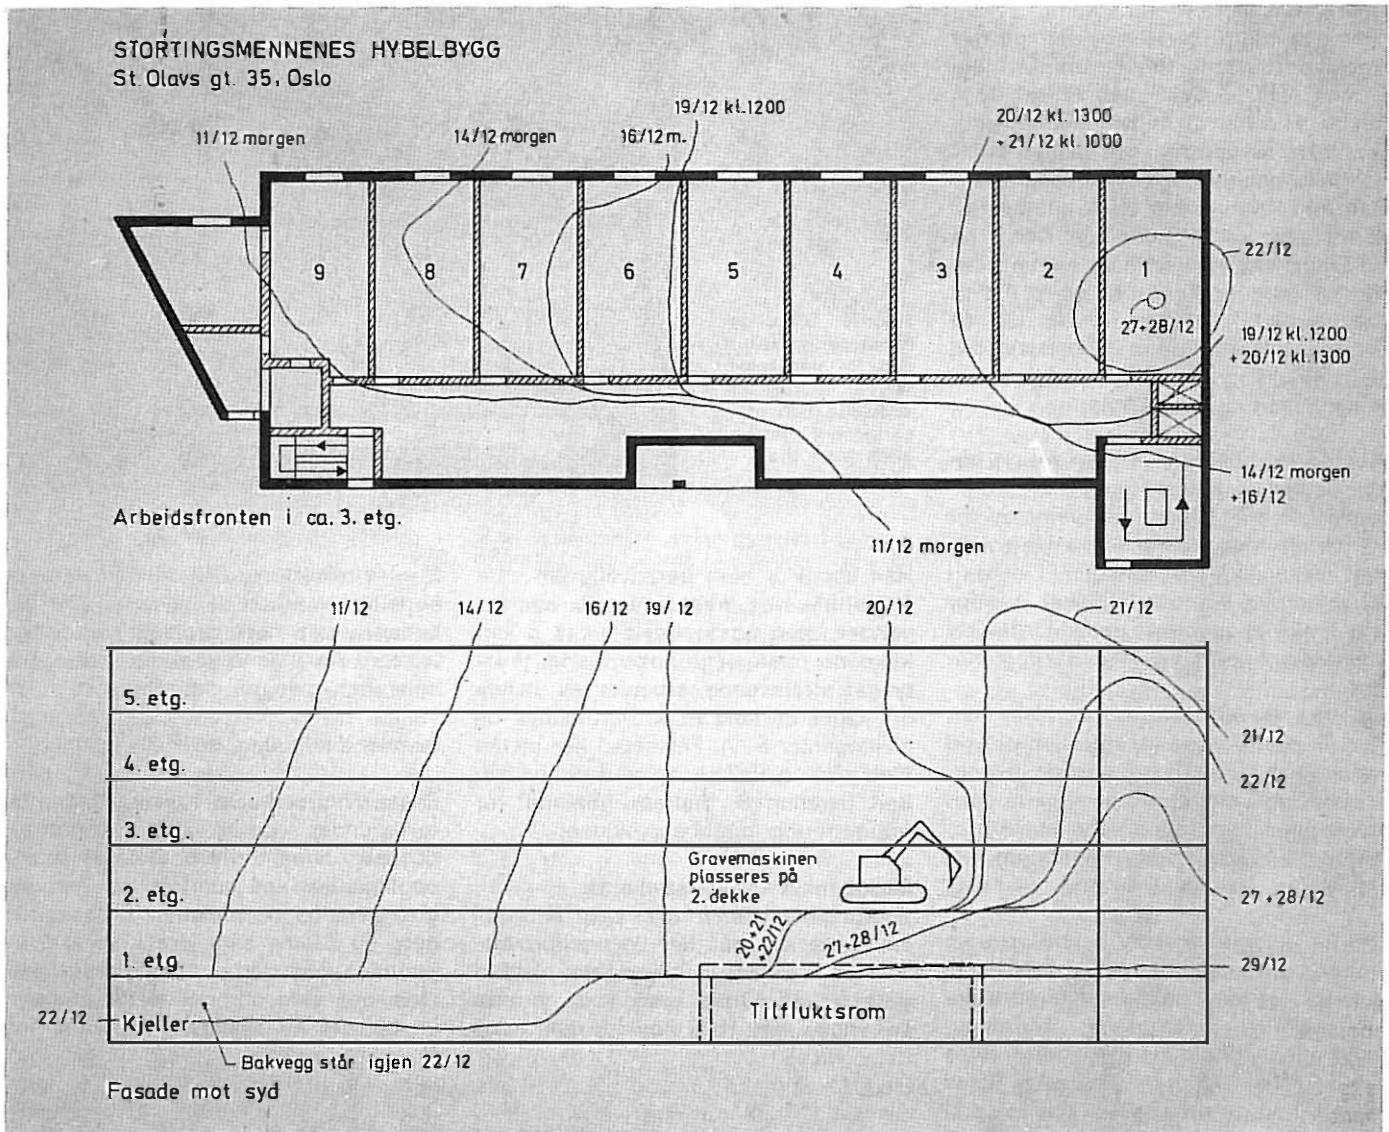 STORTINGSMENNENES HYBELBYGG
St. Olavs gt. 35, Oslo
19/12 kl. 1200
11/12 morgen
14/12 morgen
16/12 m.
20/12 kl. 1300
+ 21/12 kl. 1000
9
8
7
6
5
4
3
2
1
22/12
27+28/12
19/12 kl.1200
+20/12 kl.1300
14/12 morgen
+16/12
Arbeidsfronten i ca. 3. etg.
11/12 morgen
11/12
14/12
16/12
19/12
20/12
21/12
5. etg.
21/12
4. etg.
22/12
3. etg.
Gravemaskinen
plasseres på
2. dekke
2. etg.
27+28/12
20+21
+22/12
27+28/12
1. etg.
29/12
22/12
Kjeller
Tilfluktsrom
Bakvegg står igjen 22/12
Fasade mot syd